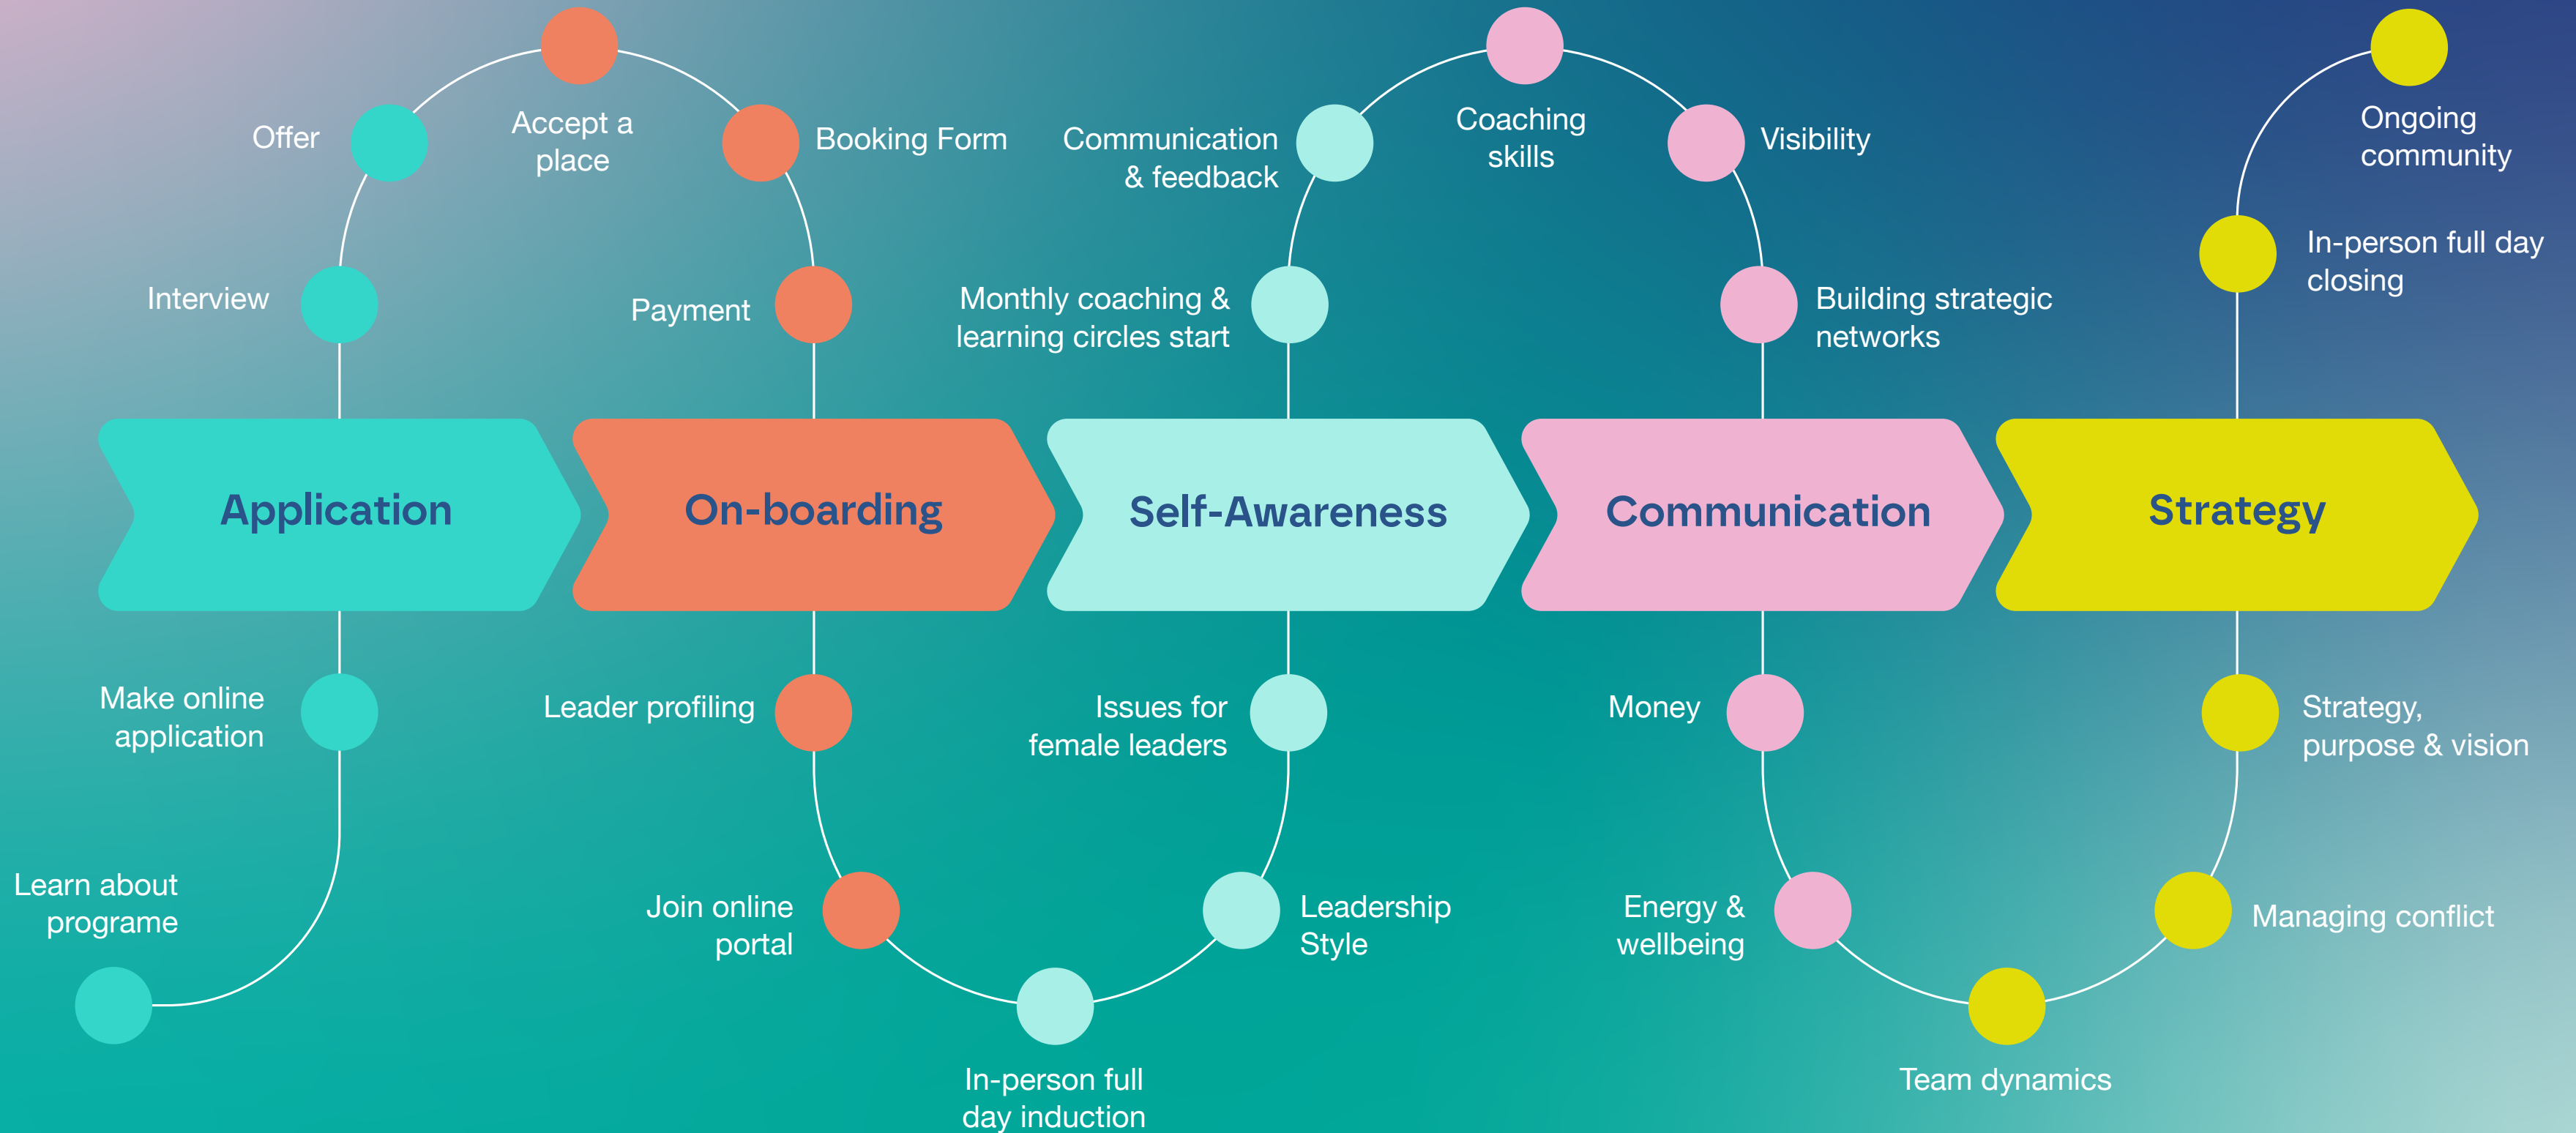 Learn about
programe
Make online
application
Application
Interview
Offer
Accept a
place
Booking Form
Payment
On-boarding
Leader profiling
Join online
portal
In-person full
day induction
Leadership
Style
Issues for
female leaders
Self-Awareness
Monthly coaching &
learning circles start
Communication
& feedback
Coaching
skills
Visibility
Building strategic
networks
Communication
Money
Energy &
wellbeing
Team dynamics
Managing conflict
Strategy,
purpose & vision
Strategy
In-person full day
closing
Ongoing
community